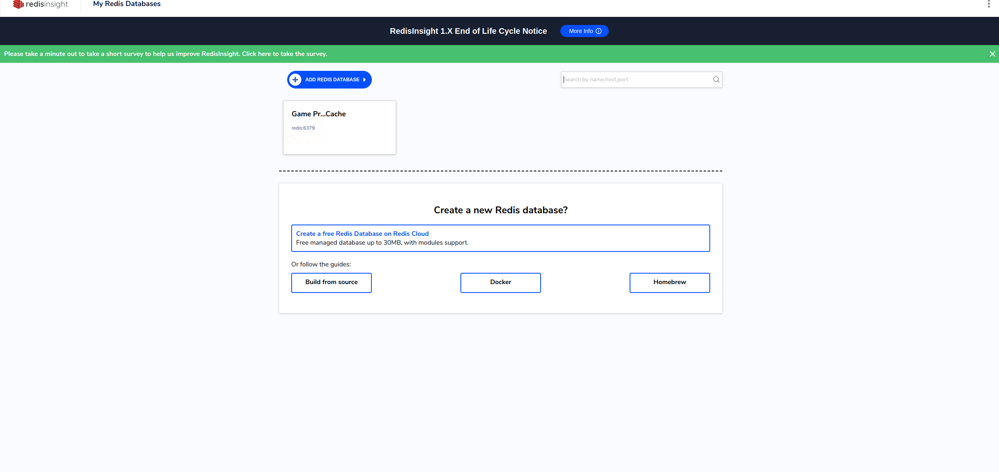 redisinsight
My Redis Databases
RedisInsight 1.X End of Life Cycle Notice
More Info
Please take a minute out to take a short survey to help us improve RedisInsight. Click here to take the survey.
ADD REDIS DATABASE
Search by name,host,port
Game Pr...Cache
redis:6379
Create a new Redis database?
Create a free Redis Database on Redis Cloud
Free managed database up to 30MB, with modules support.
Or follow the guides:
Build from source
Docker
Homebrew